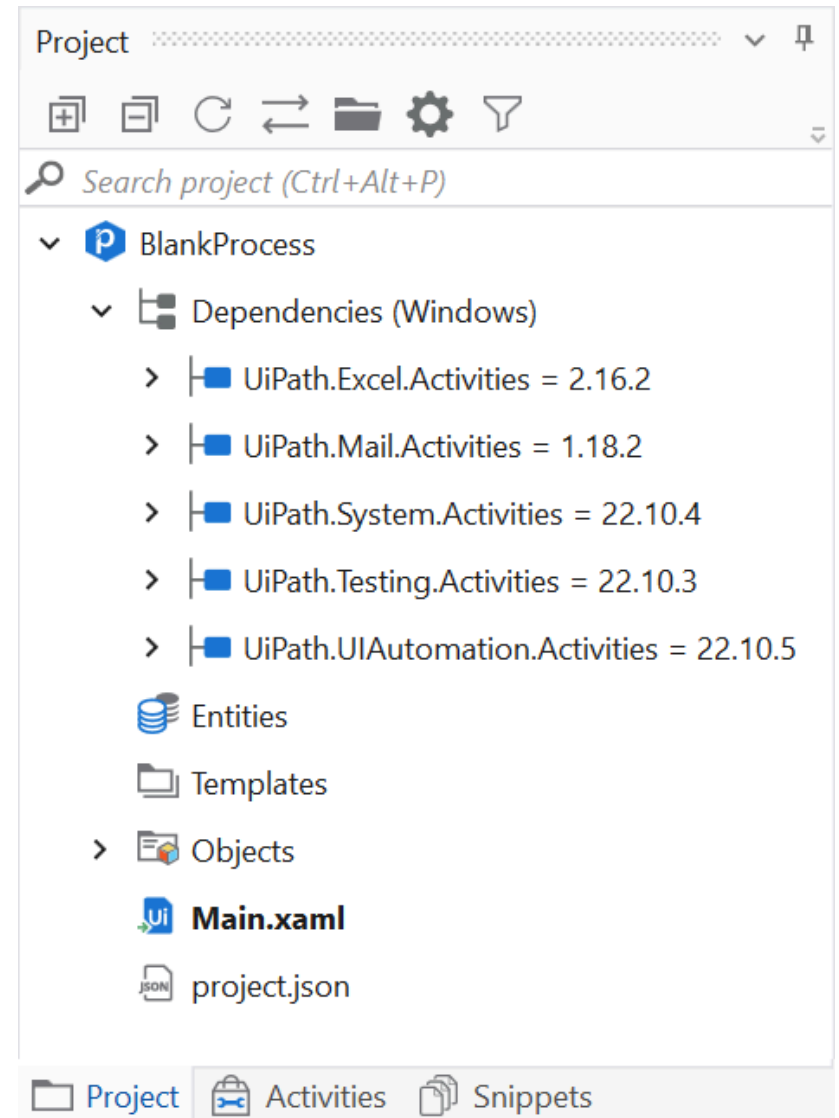 Project
Search project (Ctrl+Alt+P)
BlankProcess
Dependencies (Windows)
UiPath.Excel.Activities = 2.16.2
UiPath.Mail.Activities = 1.18.2
UiPath.System.Activities = 22.10.4
UiPath.Testing.Activities = 22.10.3
UiPath.UIAutomation.Activities = 22.10.5
Entities
Templates
Objects
Ui Main.xaml
JSON project.json
Project Activities Snippets